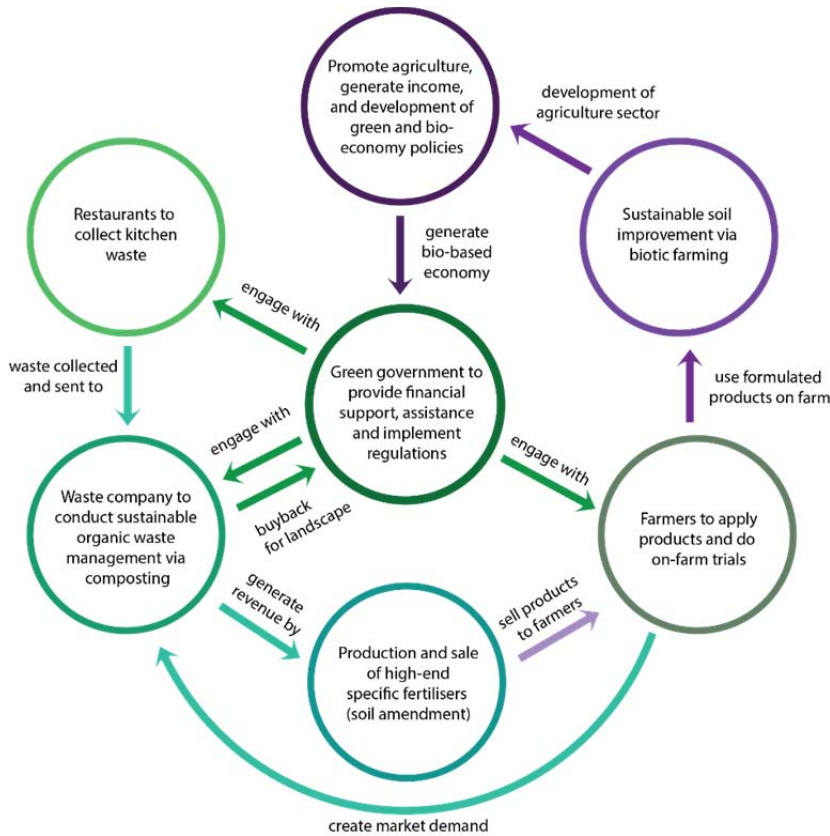 Promote agriculture,
generate income,
and development of
green and bio-
economy policies
development of
agriculture sector
Restaurants to
collect kitchen
waste
generate
bio-based
economy
Sustainable soil
improvement via
biotic farming
engage with
waste collected
and sent to
Green government to
provide financial
support, assistance
and implement
regulations
use formulated
products on farm
engage with
engage with
buyback
for landscape
Waste company to
conduct sustainable
organic waste
management via
composting
Farmers to apply
products and do
on-farm trials
generate
revenue by
sell products
to farmers
Production and sale
of high-end
specific fertilisers
(soil amendment)
create market demand